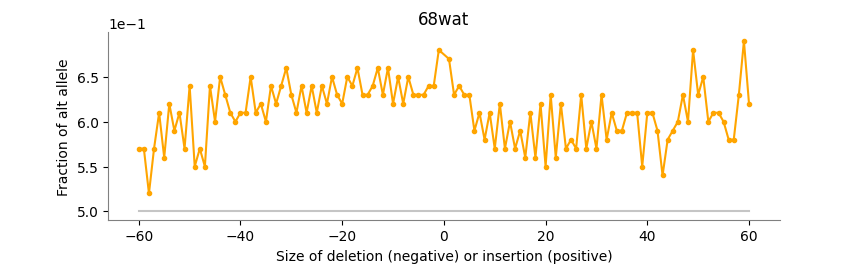 68wat
1e−1
Fraction of alt allele
6.5
6.0
5.5
5.0
−60 −40 −20 0 20 40 60
Size of deletion (negative) or insertion (positive)